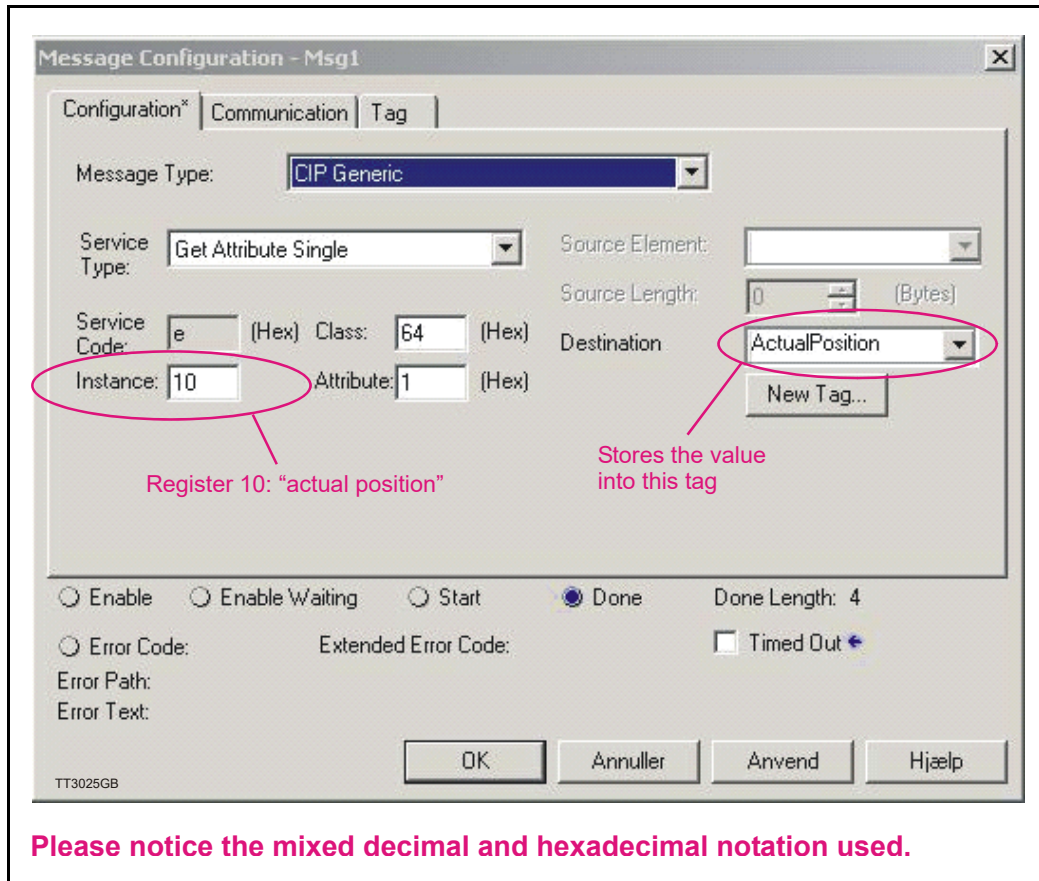 Message Configuration - Msg1
Configuration* Communication Tag
Message Type: CIP Generic
Service Type: Get Attribute Single
Source Element:
Source Length: 0 (Bytes)
Service Code: e (Hex) Class: 64 (Hex)
Destination ActualPosition
Instance: 10 Attribute: 1 (Hex)
New Tag...
Register 10: “actual position”
Stores the value
into this tag
Enable Enable Waiting Start Done Done Length: 4
Error Code: Extended Error Code: Timed Out
Error Path:
Error Text:
OK Annuller Anvend Hjælp
TT3025GB
Please notice the mixed decimal and hexadecimal notation used.